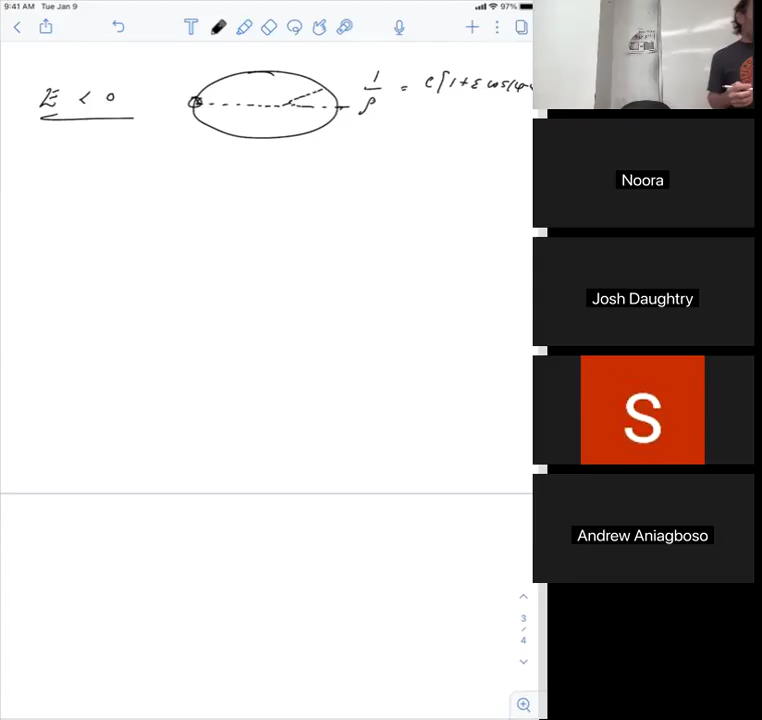 9:41 AM Tue Jan 9
97%
T
E < 0
1/ρ = c[1+ε cos(φ-
Noora
Josh Daughtry
S
Andrew Aniagboso
3
/
4